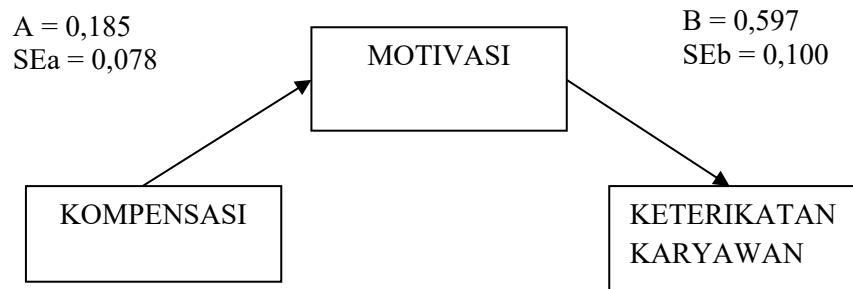 A = 0,185
SEa = 0,078
B = 0,597
SEb = 0,100
MOTIVASI
KOMPENSASI
KETERIKATAN
KARYAWAN